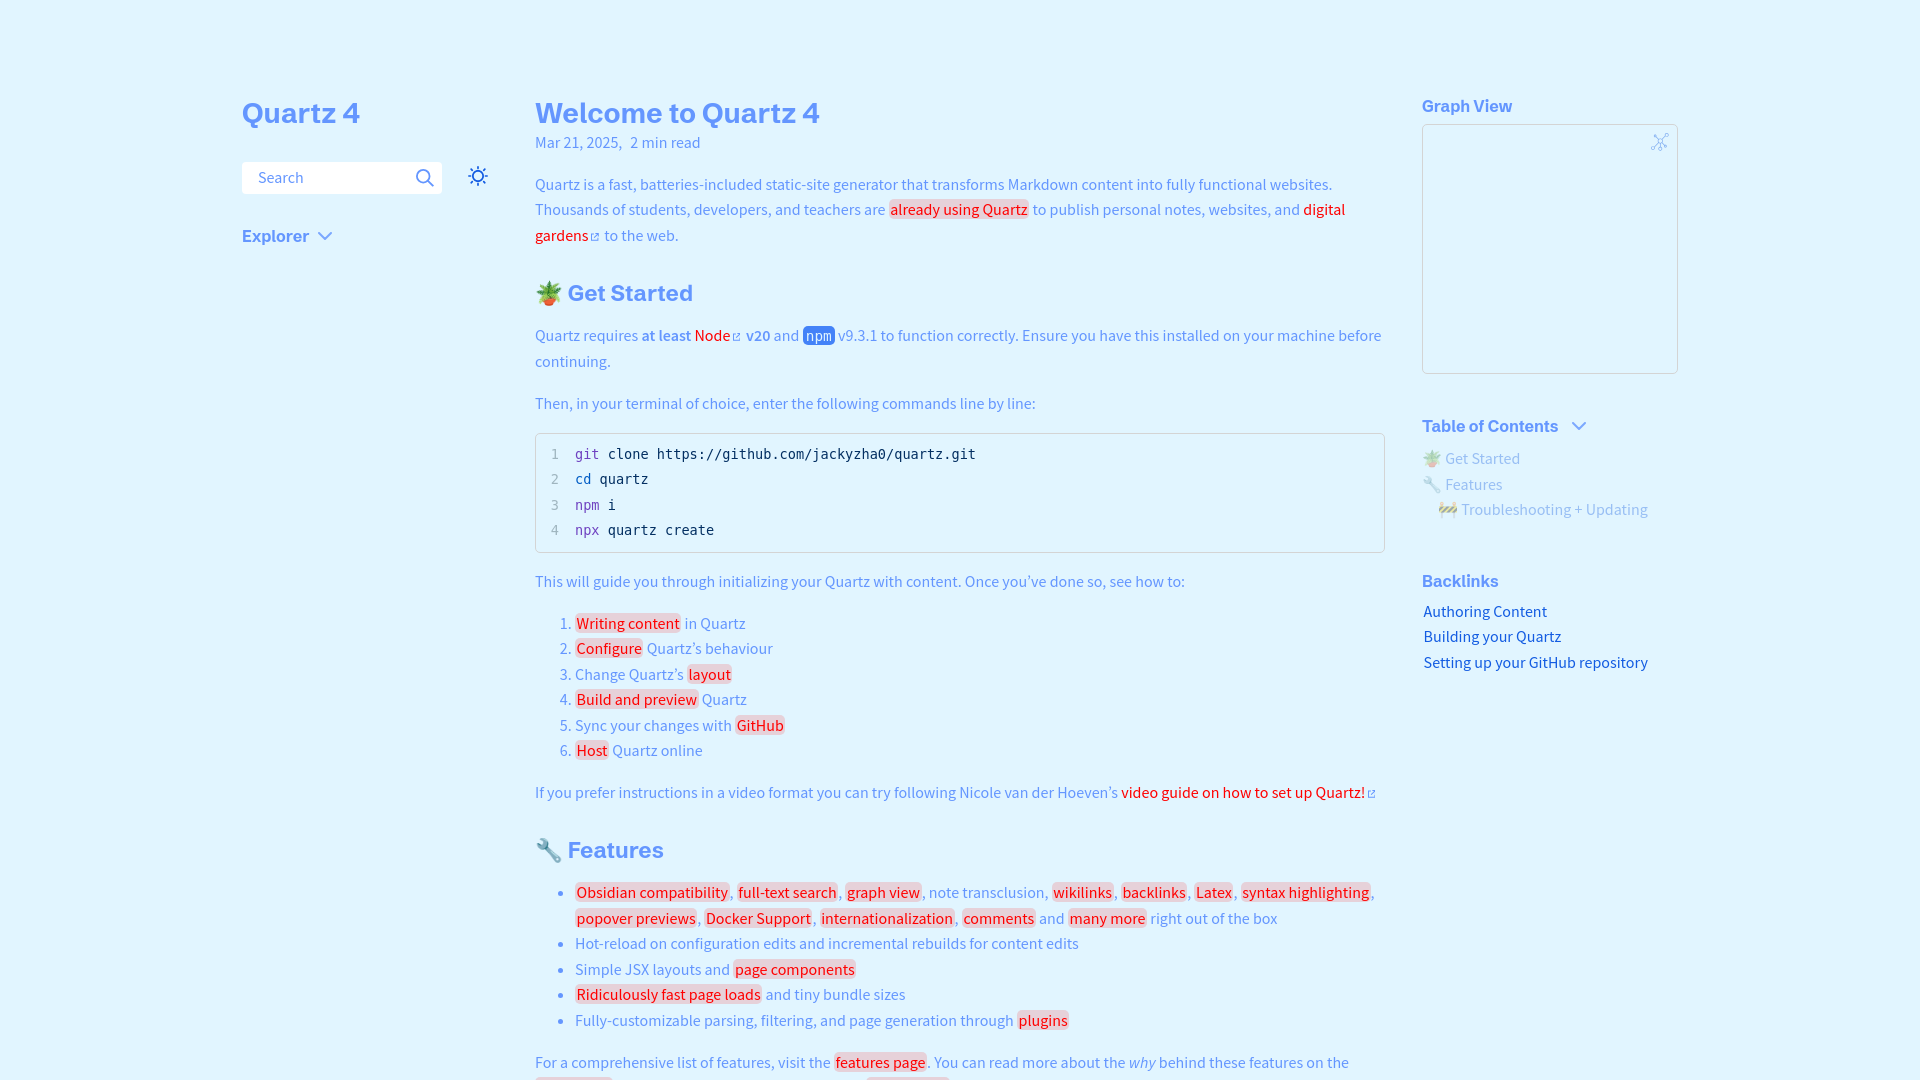 Quartz 4
Search
Explorer
Welcome to Quartz 4
Mar 21, 2025, 2 min read
Quartz is a fast, batteries-included static-site generator that transforms Markdown content into fully functional websites.
Thousands of students, developers, and teachers are already using Quartz to publish personal notes, websites, and digital
gardens to the web.
🪴 Get Started
Quartz requires at least Node v20 and npm v9.3.1 to function correctly. Ensure you have this installed on your machine before
continuing.
Then, in your terminal of choice, enter the following commands line by line:
1 git clone https://github.com/jackyzha0/quartz.git
2 cd quartz
3 npm i
4 npx quartz create
This will guide you through initializing your Quartz with content. Once you’ve done so, see how to:
1. Writing content in Quartz
2. Configure Quartz’s behaviour
3. Change Quartz’s layout
4. Build and preview Quartz
5. Sync your changes with GitHub
6. Host Quartz online
If you prefer instructions in a video format you can try following Nicole van der Hoeven’s video guide on how to set up Quartz!
🔧 Features
• Obsidian compatibility, full-text search, graph view, note transclusion, wikilinks, backlinks, Latex, syntax highlighting,
popover previews, Docker Support, internationalization, comments and many more right out of the box
• Hot-reload on configuration edits and incremental rebuilds for content edits
• Simple JSX layouts and page components
• Ridiculously fast page loads and tiny bundle sizes
• Fully-customizable parsing, filtering, and page generation through plugins
For a comprehensive list of features, visit the features page. You can read more about the why behind these features on the
Graph View
Table of Contents
🪴 Get Started
🔧 Features
🚧 Troubleshooting + Updating
Backlinks
Authoring Content
Building your Quartz
Setting up your GitHub repository